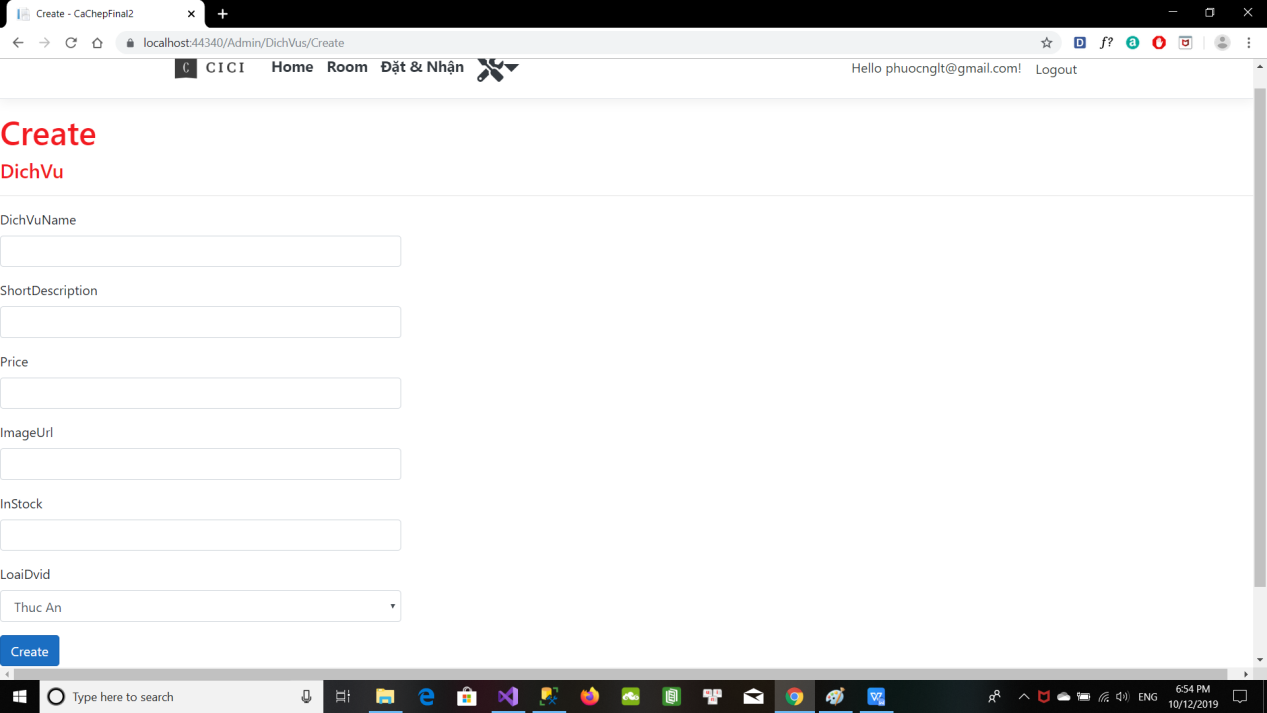 Create - CaChepFinal2
localhost:44340/Admin/DichVus/Create
C CICI Home Room Đặt & Nhận Hello phuocnglt@gmail.com! Logout
Create
DichVu
DichVuName
ShortDescription
Price
ImageUrl
InStock
LoaiDvid
Thuc An
Create
Type here to search
ENG
6:54 PM
10/12/2019